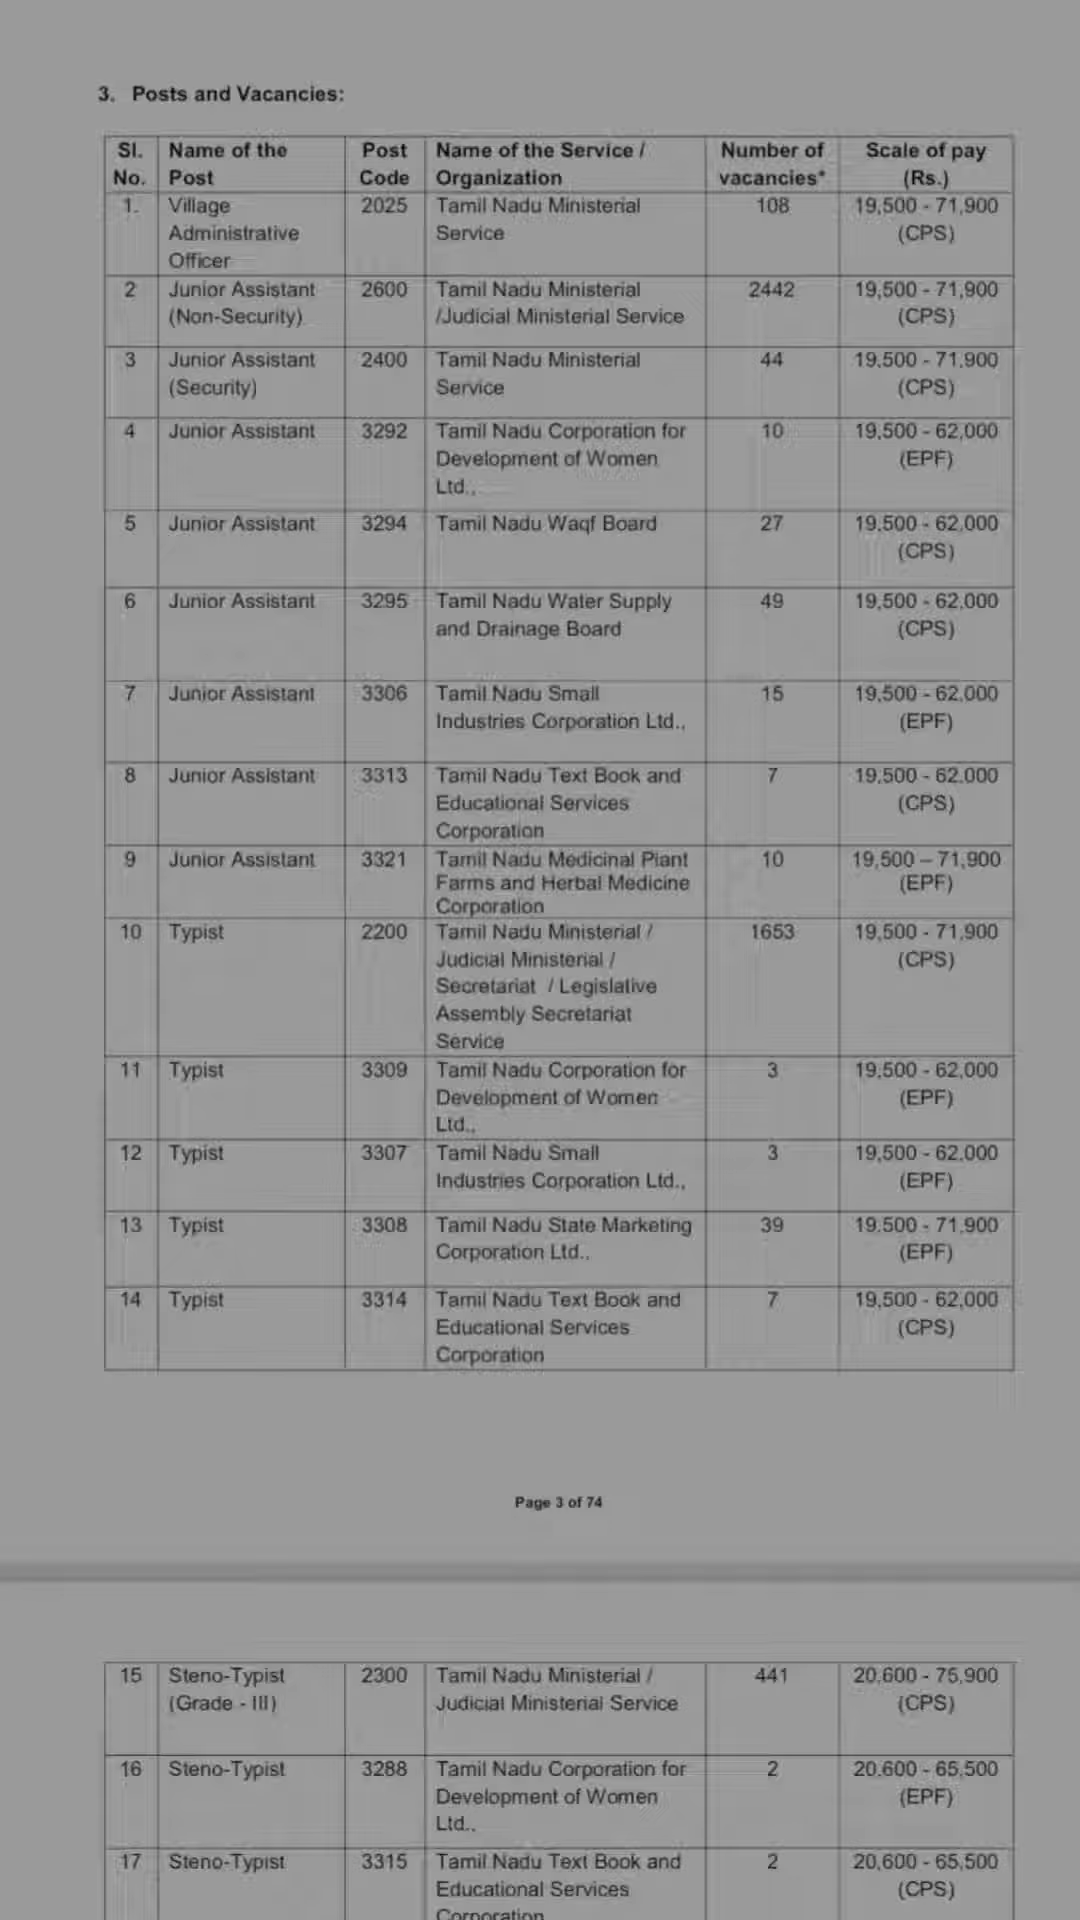 3. Posts and Vacancies:
Sl. No. Name of the Post Post Code Name of the Service / Organization Number of vacancies* Scale of pay (Rs.)
1. Village Administrative Officer 2025 Tamil Nadu Ministerial Service 108 19,500 - 71,900 (CPS)
2 Junior Assistant (Non-Security) 2600 Tamil Nadu Ministerial /Judicial Ministerial Service 2442 19,500 - 71,900 (CPS)
3 Junior Assistant (Security) 2400 Tamil Nadu Ministerial Service 44 19,500 - 71,900 (CPS)
4 Junior Assistant 3292 Tamil Nadu Corporation for Development of Women Ltd., 10 19,500 - 62,000 (EPF)
5 Junior Assistant 3294 Tamil Nadu Waqf Board 27 19,500 - 62,000 (CPS)
6 Junior Assistant 3295 Tamil Nadu Water Supply and Drainage Board 49 19,500 - 62,000 (CPS)
7 Junior Assistant 3306 Tamil Nadu Small Industries Corporation Ltd., 15 19,500 - 62,000 (EPF)
8 Junior Assistant 3313 Tamil Nadu Text Book and Educational Services Corporation 7 19,500 - 62,000 (CPS)
9 Junior Assistant 3321 Tamil Nadu Medicinal Plant Farms and Herbal Medicine Corporation 10 19,500 – 71,900 (EPF)
10 Typist 2200 Tamil Nadu Ministerial / Judicial Ministerial / Secretariat / Legislative Assembly Secretariat Service 1653 19,500 - 71,900 (CPS)
11 Typist 3309 Tamil Nadu Corporation for Development of Women Ltd., 3 19,500 - 62,000 (EPF)
12 Typist 3307 Tamil Nadu Small Industries Corporation Ltd., 3 19,500 - 62,000 (EPF)
13 Typist 3308 Tamil Nadu State Marketing Corporation Ltd., 39 19,500 - 71,900 (EPF)
14 Typist 3314 Tamil Nadu Text Book and Educational Services Corporation 7 19,500 - 62,000 (CPS)
Page 3 of 74
15 Steno-Typist (Grade - III) 2300 Tamil Nadu Ministerial / Judicial Ministerial Service 441 20,600 - 75,900 (CPS)
16 Steno-Typist 3288 Tamil Nadu Corporation for Development of Women Ltd., 2 20,600 - 65,500 (EPF)
17 Steno-Typist 3315 Tamil Nadu Text Book and Educational Services Corporation 2 20,600 - 65,500 (CPS)